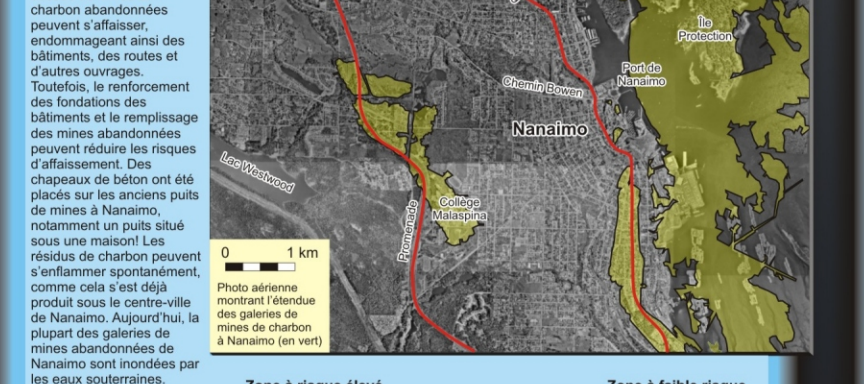 charbon abandonnées
peuvent s'affaisser,
endommageant ainsi des
bâtiments, des routes et
d'autres ouvrages.
Toutefois, le renforcement
des fondations des
bâtiments et le remplissage
des mines abandonnées
peuvent réduire les risques
d'affaissement. Des
chapeaux de béton ont été
placés sur les anciens puits
de mines à Nanaimo,
notamment un puits situé
sous une maison! Les
résidus de charbon peuvent
s'enflammer spontanément,
comme cela s'est déjà
produit sous le centre-ville
de Nanaimo. Aujourd'hui, la
plupart des galeries de
mines abandonnées de
Nanaimo sont inondées par
les eaux souterraines.
Île
Protection
Port de
Nanaimo
Chemin Bowen
Nanaimo
Lac Westwood
Collège
Malaspina
Promenade
0 1 km
Photo aérienne
montrant l'étendue
des galeries de
mines de charbon
à Nanaimo (en vert)
Zone à risque élevé
Zone à faible risque